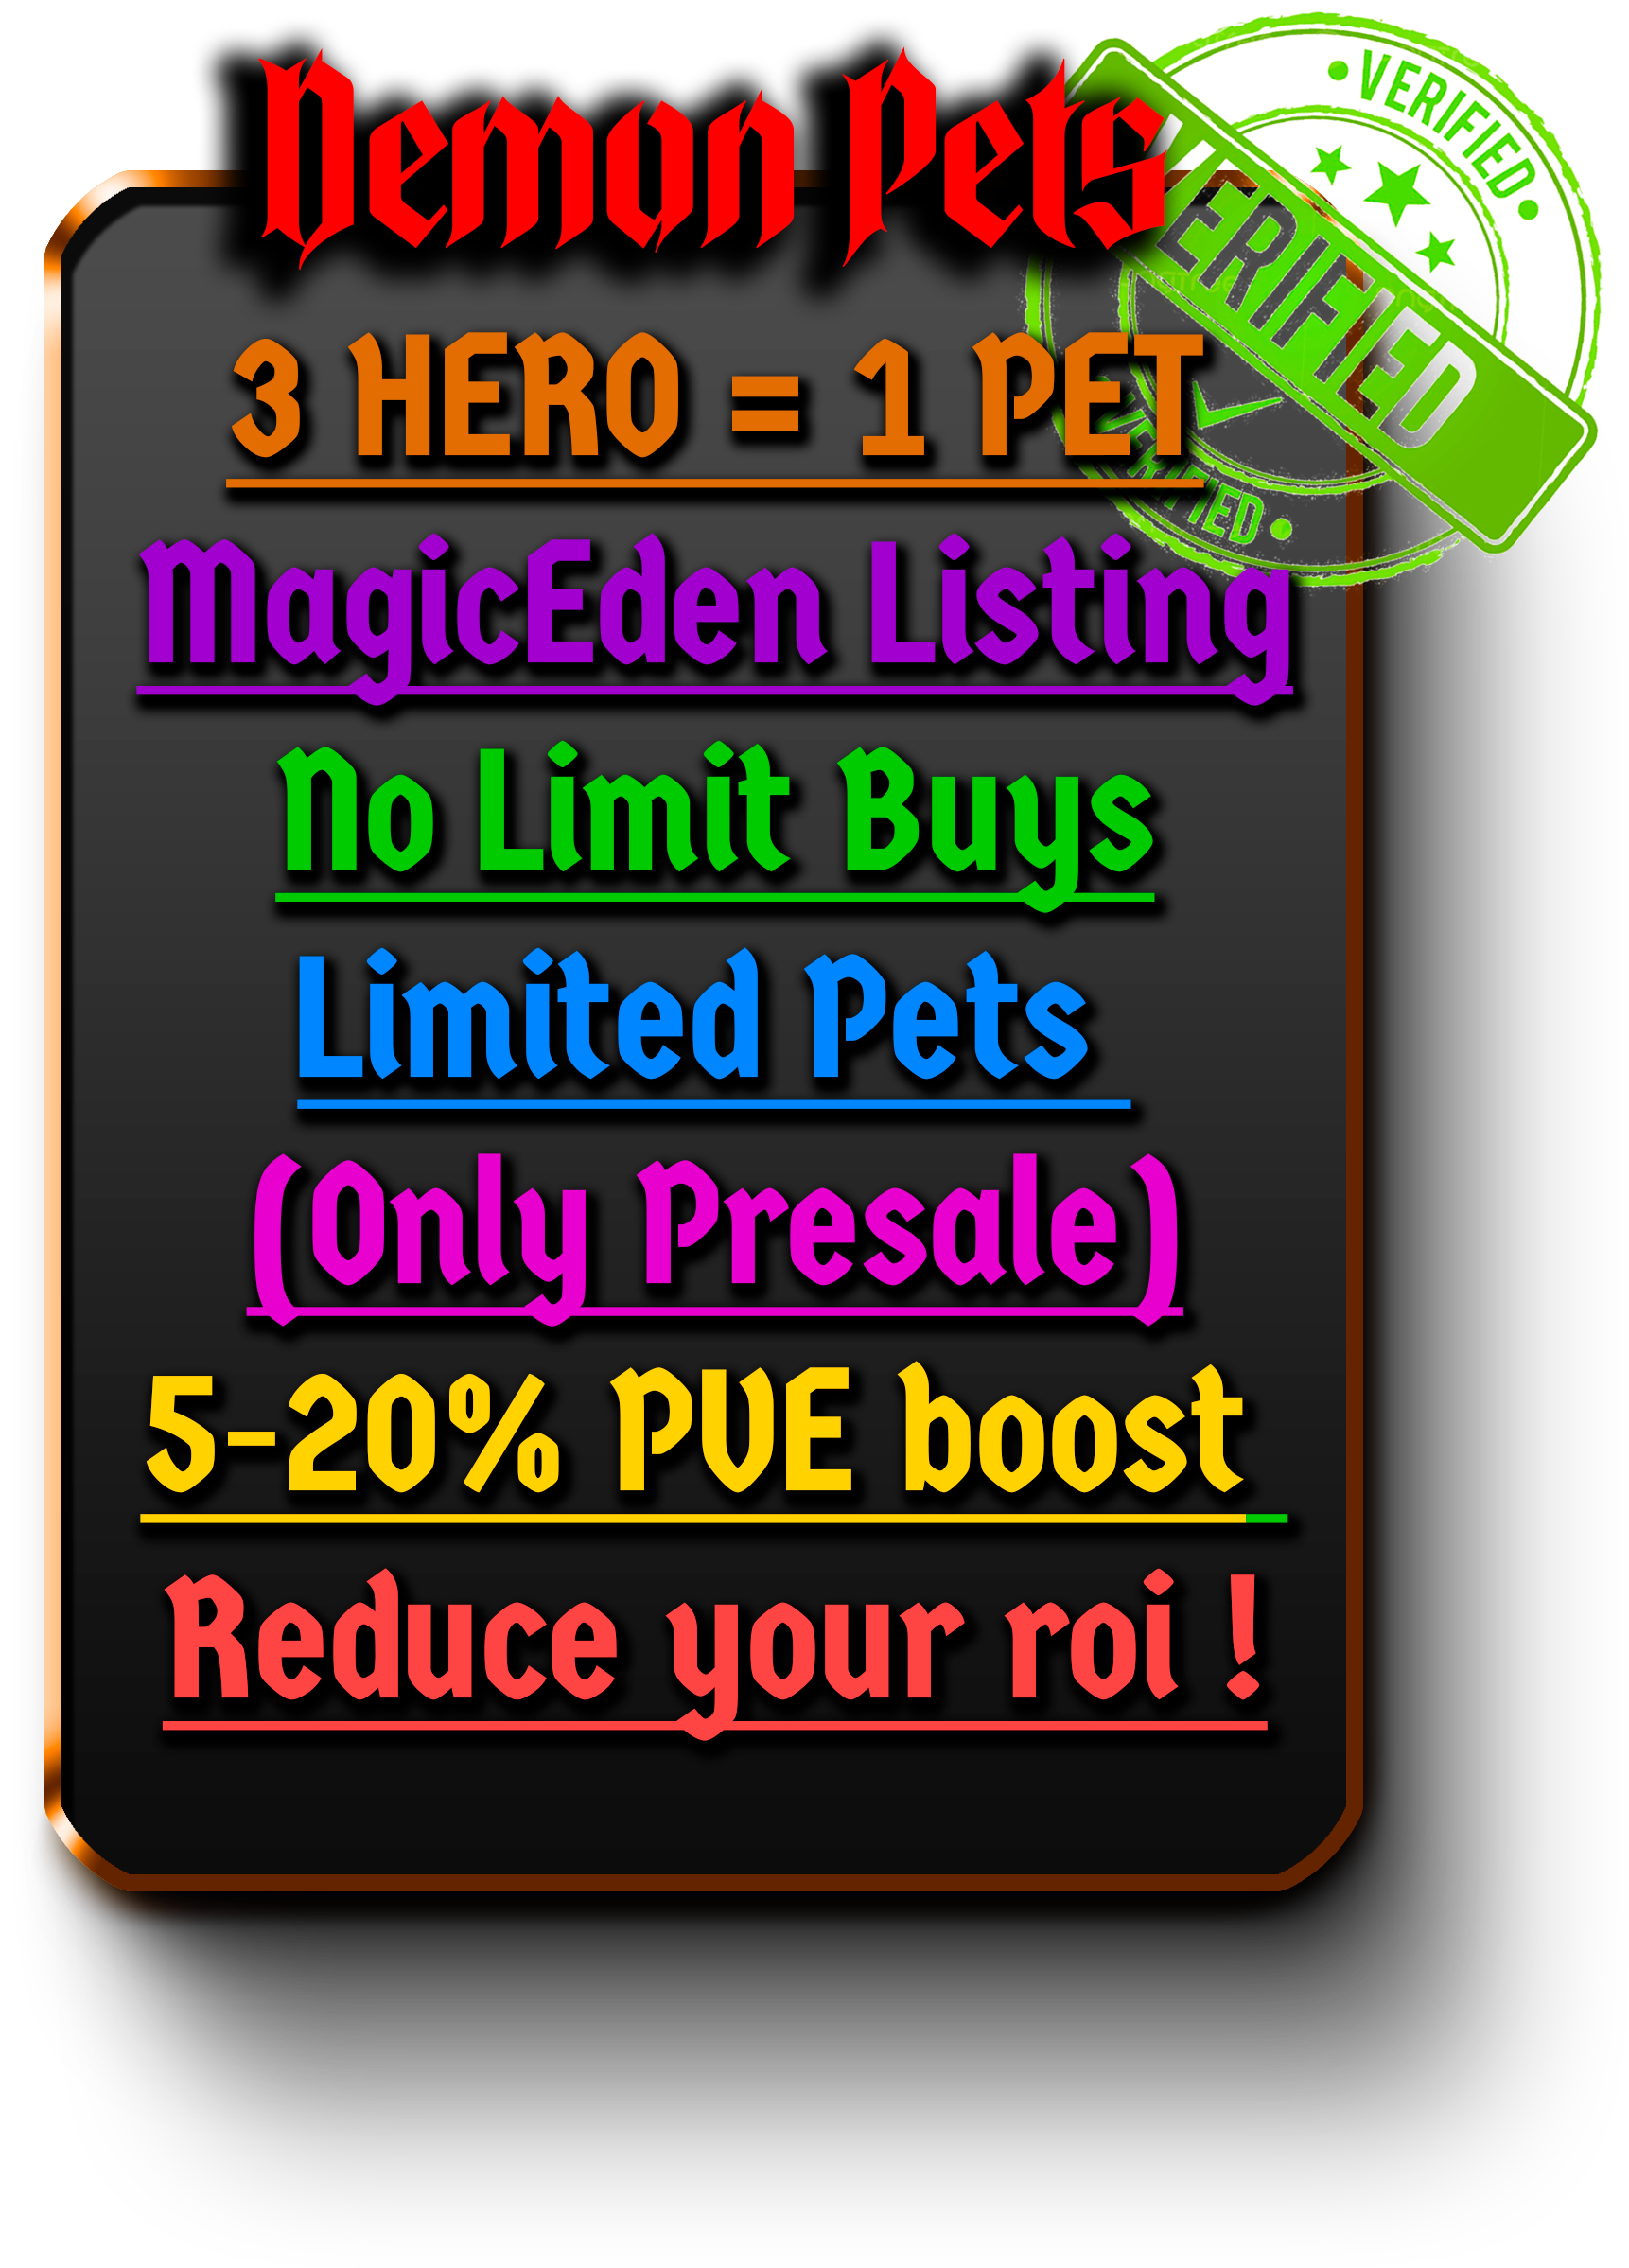 Demon Pets
VERIFIED
VERIFIED
3 HERO = 1 PET
VERIFIED
MagicEden Listing
No Limit Buys
Limited Pets
(Only Presale)
5-20% PVE boost
Reduce your roi !